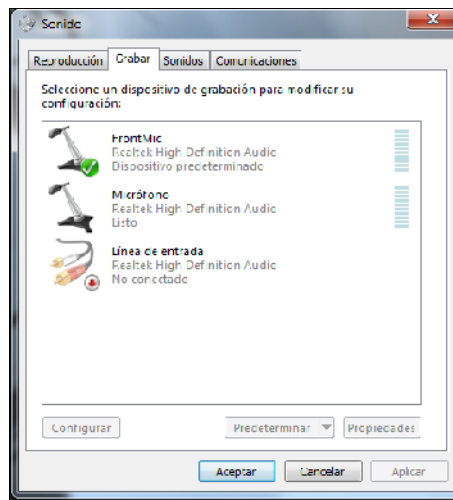 Sonido
Reproducción Grabar Sonidos Comunicaciones
Seleccione un dispositivo de grabación para modificar su
configuración:
FrontMic
Realtek High Definition Audio
Dispositivo predeterminado
Micrófono
Realtek High Definition Audio
Listo
Línea de entrada
Realtek High Definition Audio
No conectado
Configurar Predeterminar Propiedades
Aceptar Cancelar Aplicar